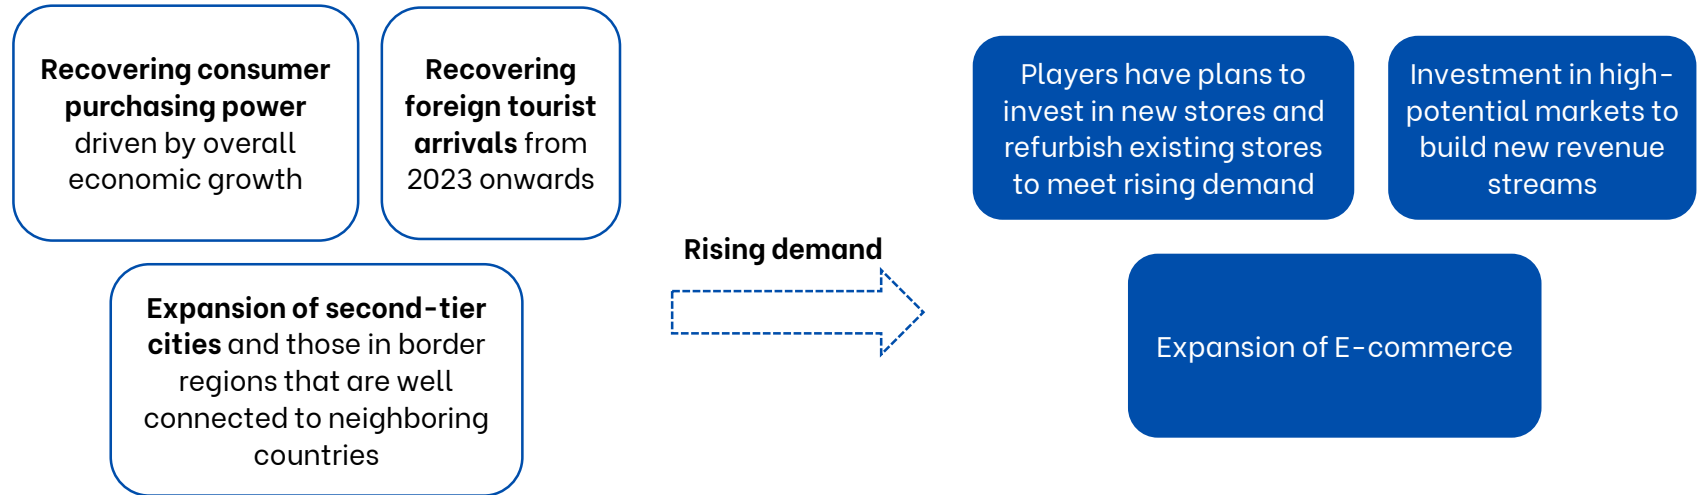 Recovering consumer
purchasing power
driven by overall
economic growth
Recovering
foreign tourist
arrivals from
2023 onwards
Expansion of second-tier
cities and those in border
regions that are well
connected to neighboring
countries
Rising demand
Players have plans to
invest in new stores and
refurbish existing stores
to meet rising demand
Investment in high-
potential markets to
build new revenue
streams
Expansion of E-commerce